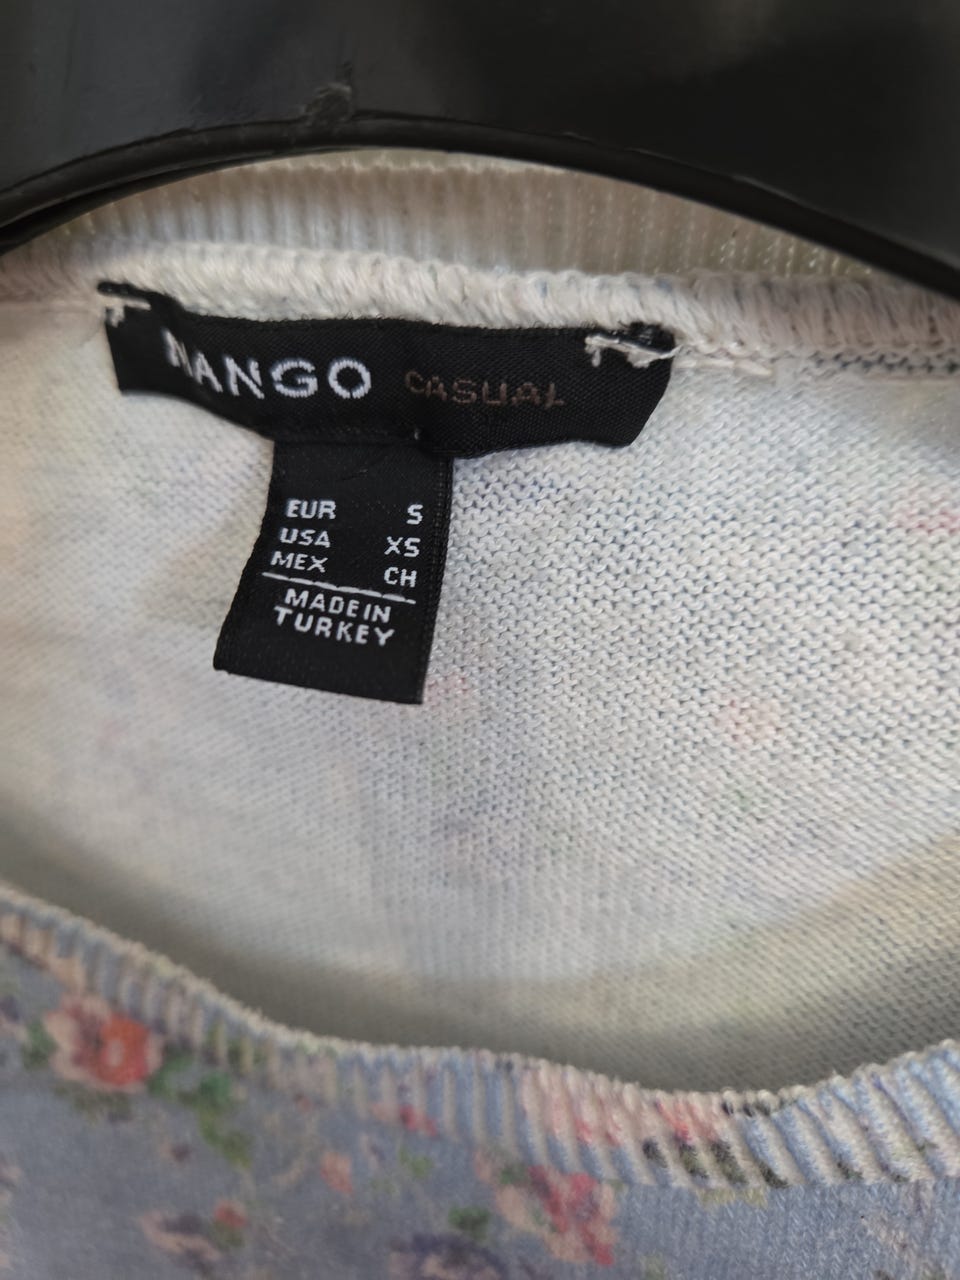 MANGO CASUAL
EUR S
USA XS
MEX CH
MADE IN
TURKEY